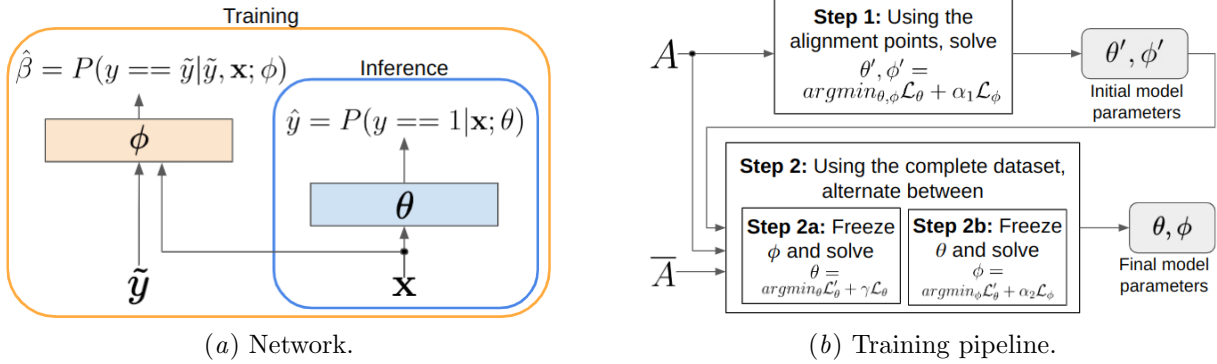 Training
β̂ = P(y == ỹ|ỹ, x; ϕ)
Inference
ŷ = P(y == 1|x; θ)
ϕ
θ
ỹ
x
(a) Network.
A
Step 1: Using the
alignment points, solve
θ′, ϕ′ =
argmin_{θ,ϕ} ℒ_θ + α₁ℒ_ϕ
θ′, ϕ′
Initial model
parameters
Step 2: Using the complete dataset,
alternate between
A̅
Step 2a: Freeze
ϕ and solve
θ =
argmin_θ ℒ′_θ + γℒ_θ
Step 2b: Freeze
θ and solve
ϕ =
argmin_ϕ ℒ′_θ + α₂ℒ_ϕ
θ, ϕ
Final model
parameters
(b) Training pipeline.